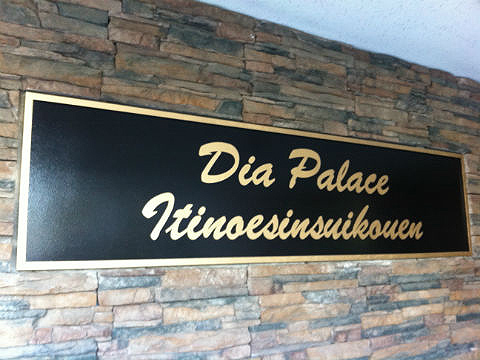 Dia Palace
Itinoesinsuikouen